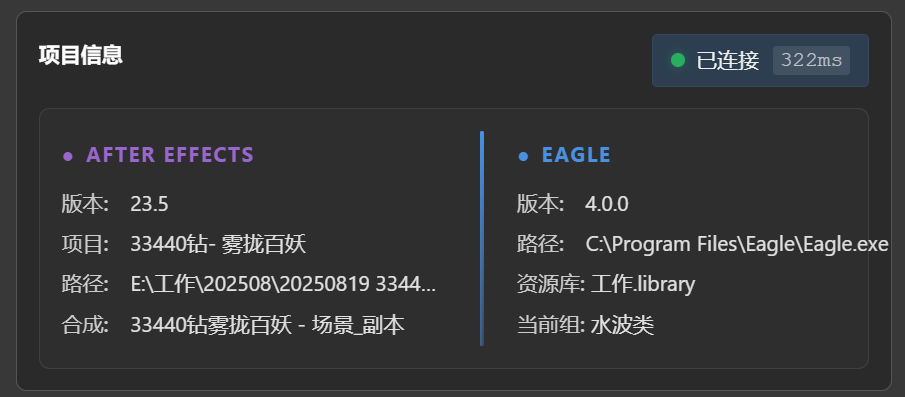 项目信息
已连接 322ms
AFTER EFFECTS
版本: 23.5
项目: 33440钻- 雾拢百妖
路径: E:\工作\202508\20250819 3344...
合成: 33440钻雾拢百妖 - 场景_副本
EAGLE
版本: 4.0.0
路径: C:\Program Files\Eagle\Eagle.exe
资源库: 工作.library
当前组: 水波类